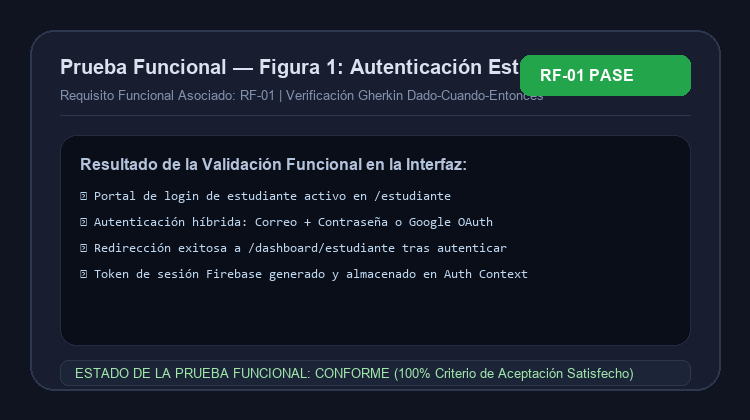 Prueba Funcional — Figura 1: Autenticación Est
RF-01 PASE
Requisito Funcional Asociado: RF-01 | Verificación Gherkin Dado-Cuando-Entonces
Resultado de la Validación Funcional en la Interfaz:
Portal de login de estudiante activo en /estudiante
Autenticación híbrida: Correo + Contraseña o Google OAuth
Redirección exitosa a /dashboard/estudiante tras autenticar
Token de sesión Firebase generado y almacenado en Auth Context
ESTADO DE LA PRUEBA FUNCIONAL: CONFORME (100% Criterio de Aceptación Satisfecho)